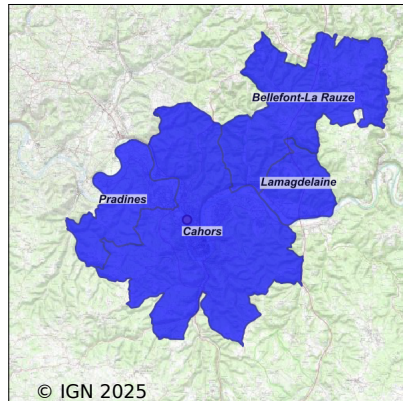 Bellefont-La Rauze
Lamagdelaine
Pradines
Cahors
© IGN 2025